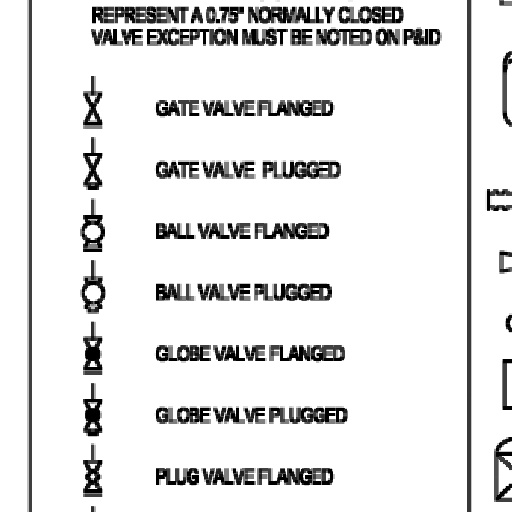 REPRESENT A 0.75" NORMALLY CLOSED
VALVE EXCEPTION MUST BE NOTED ON P&ID
GATE VALVE FLANGED
GATE VALVE PLUGGED
BALL VALVE FLANGED
BALL VALVE PLUGGED
GLOBE VALVE FLANGED
GLOBE VALVE PLUGGED
PLUG VALVE FLANGED